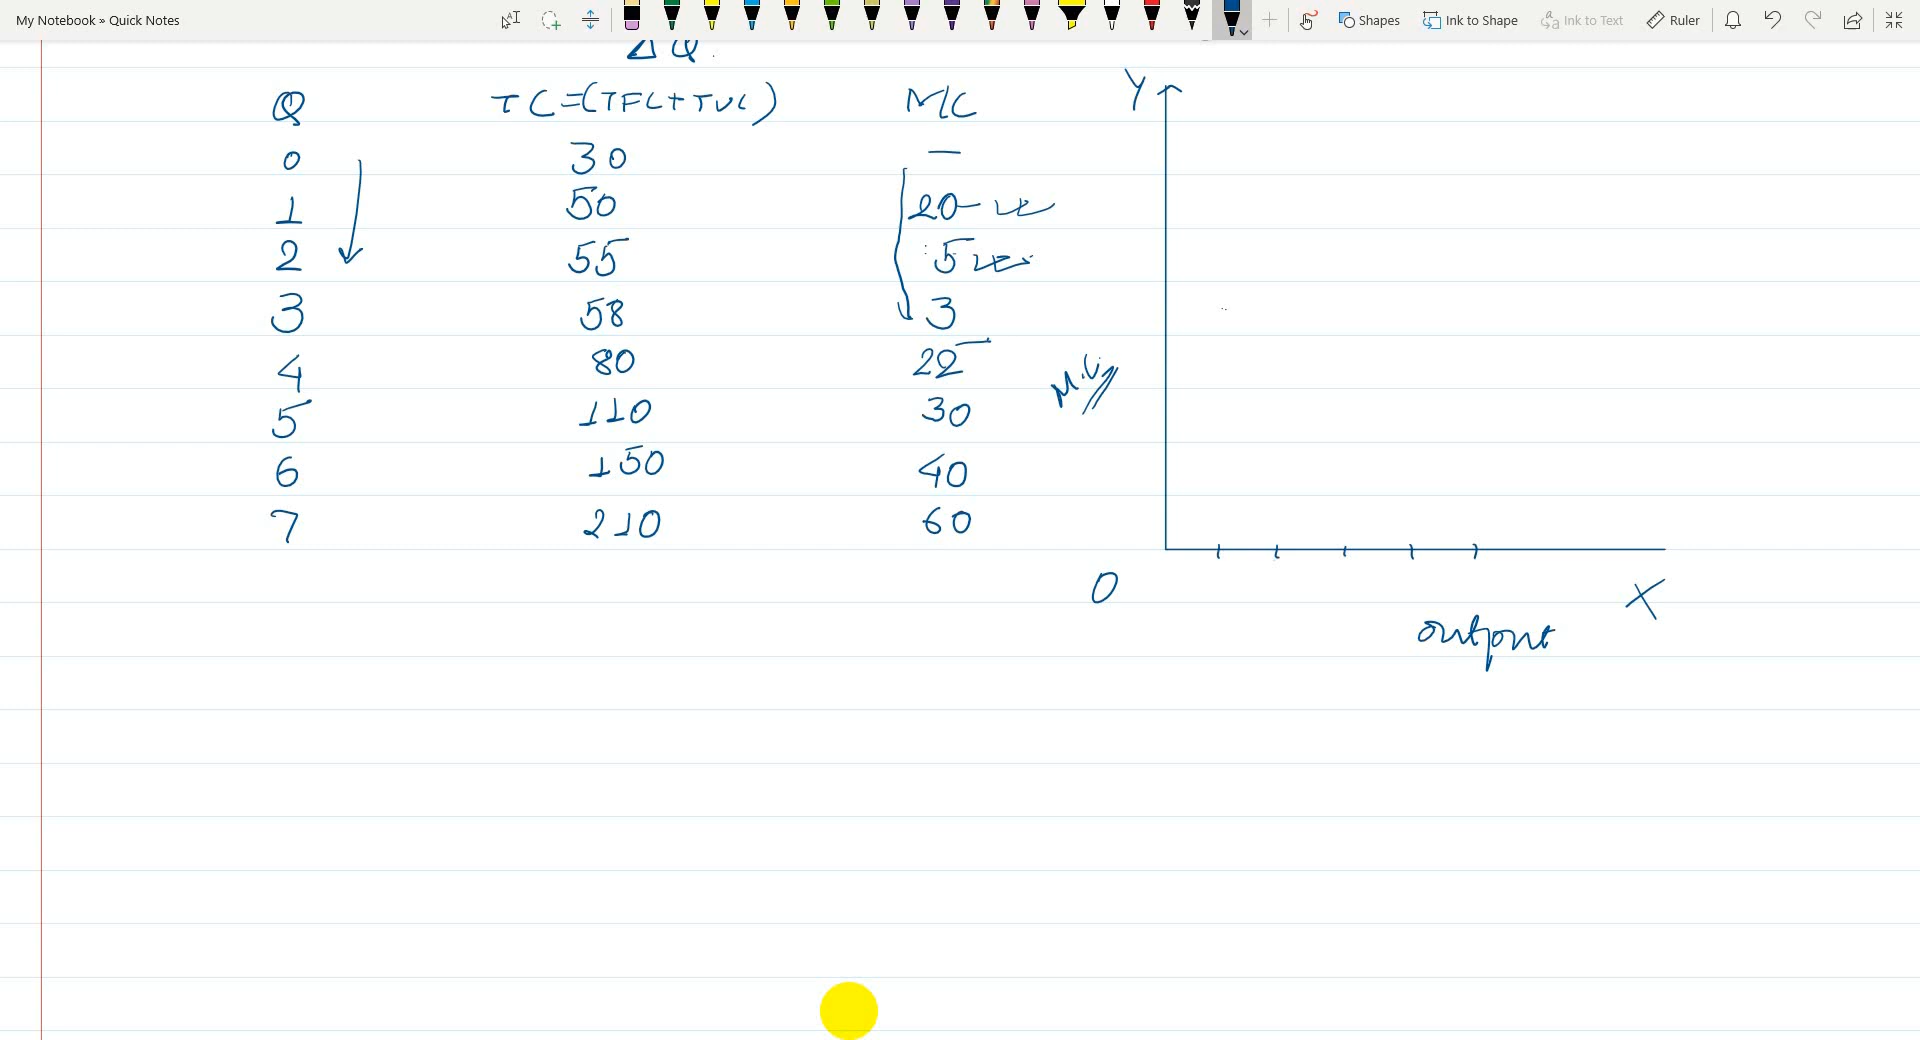 My Notebook » Quick Notes
Shapes
Ink to Shape
Ink to Text
Ruler
ΔQ.
Q TC=(TFC+TVC) MC
0 30 —
1 50 20
2 55 5
3 58 3
4 80 22
5 110 30
6 150 40
7 210 60
Y
M.C
O
X
output